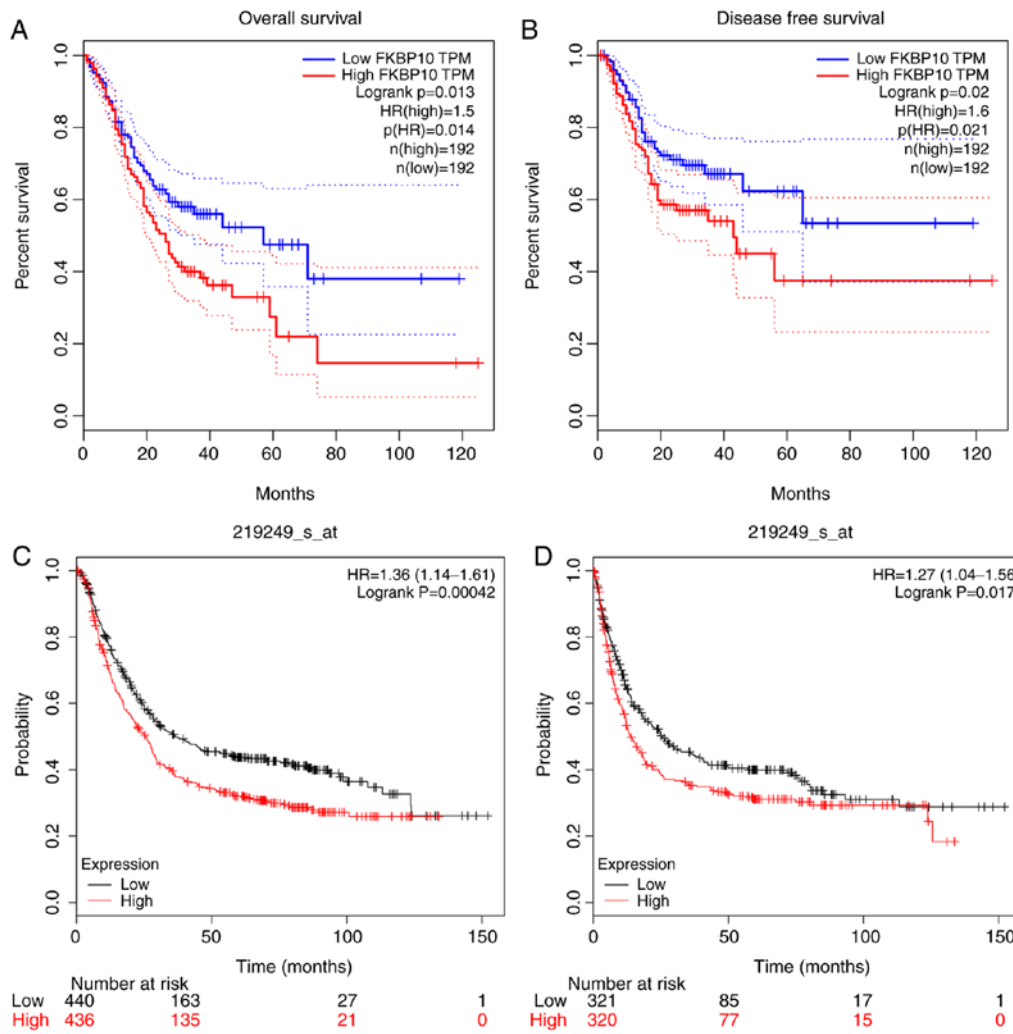 A
Overall survival
Low FKBP10 TPM
High FKBP10 TPM
Logrank p=0.013
HR(high)=1.5
p(HR)=0.014
n(high)=192
n(low)=192
Percent survival
1.0
0.8
0.6
0.4
0.2
0.0
0 20 40 60 80 100 120
Months
B
Disease free survival
Low FKBP10 TPM
High FKBP10 TPM
Logrank p=0.02
HR(high)=1.6
p(HR)=0.021
n(high)=192
n(low)=192
Percent survival
1.0
0.8
0.6
0.4
0.2
0.0
0 20 40 60 80 100 120
Months
C
219249_s_at
HR=1.36 (1.14–1.61)
Logrank P=0.00042
Probability
1.0
0.8
0.6
0.4
0.2
0.0
Expression
Low
High
0 50 100 150
Time (months)
Number at risk
Low 440 163 27 1
High 436 135 21 0
D
219249_s_at
HR=1.27 (1.04–1.56
Logrank P=0.017
Probability
1.0
0.8
0.6
0.4
0.2
0.0
Expression
Low
High
0 50 100 150
Time (months)
Number at risk
Low 321 85 17 1
High 320 77 15 0